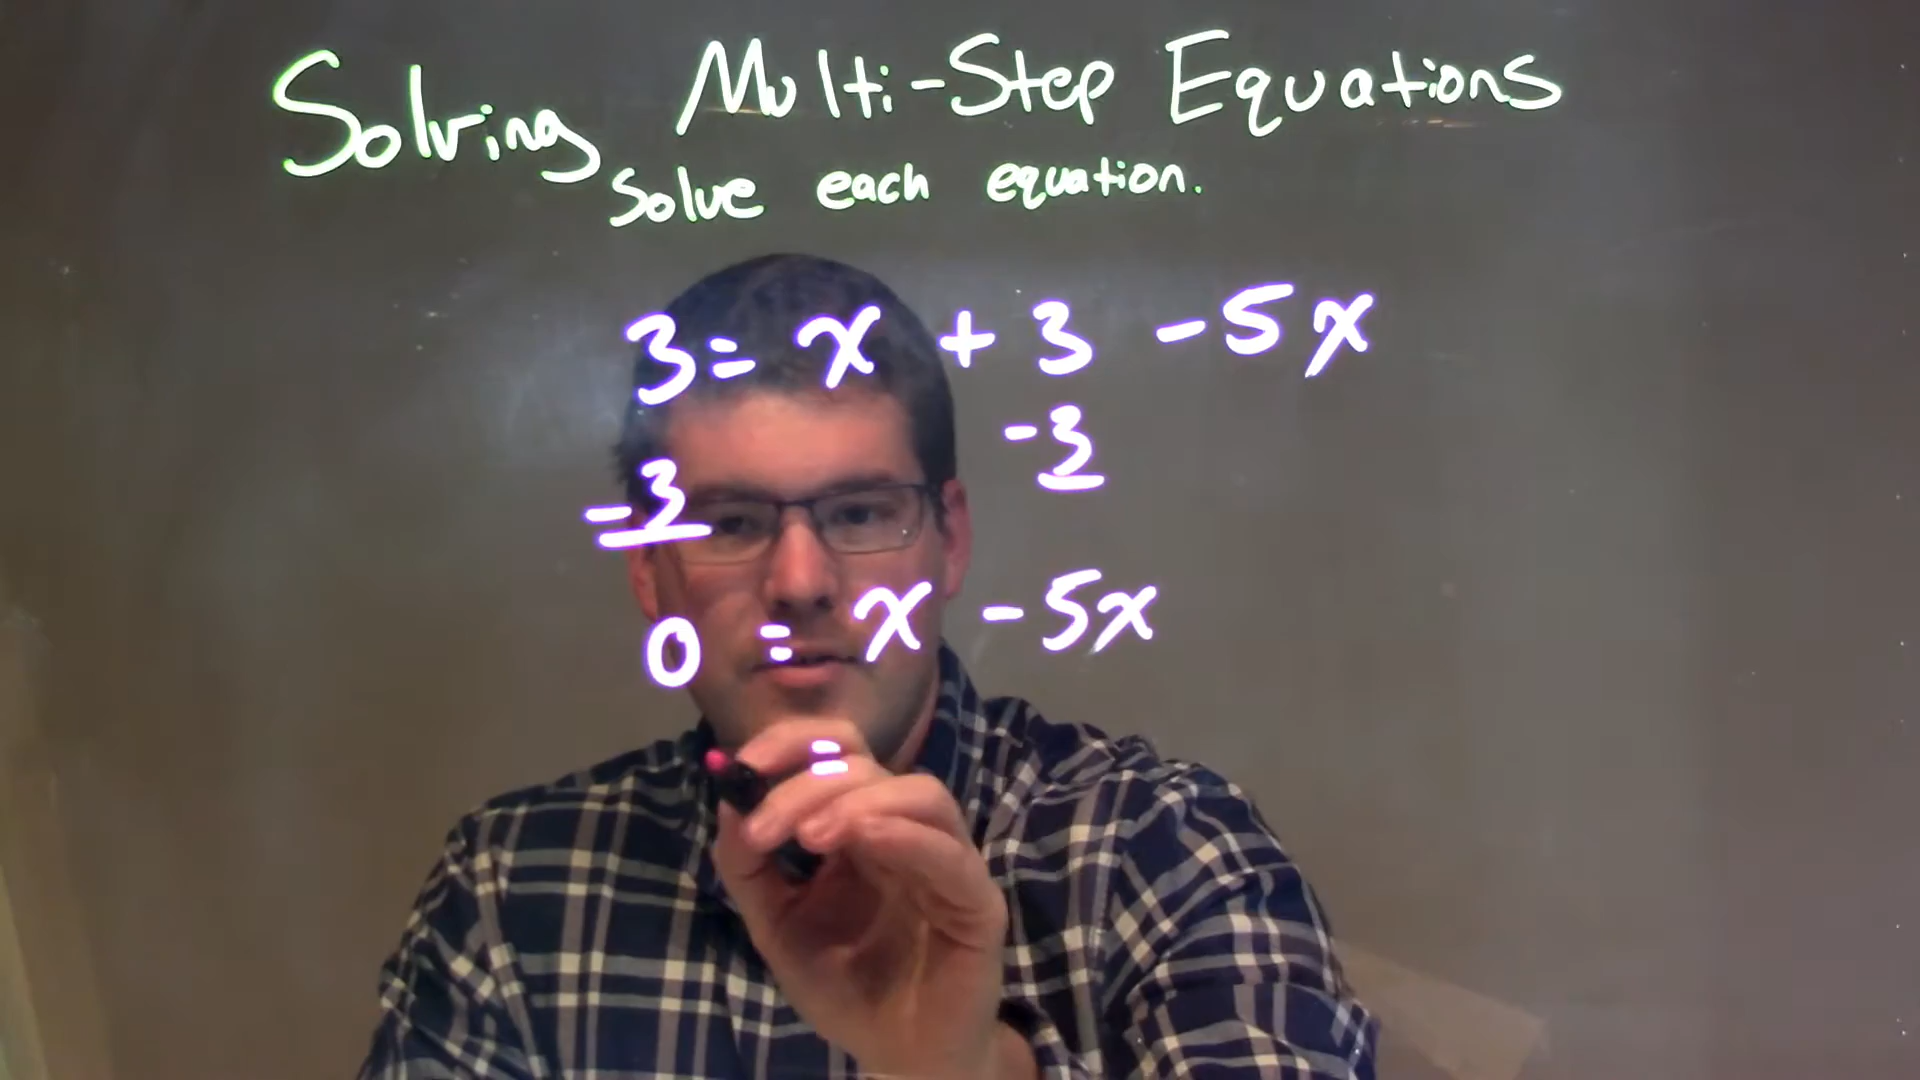 Solving Multi-Step Equations
Solve each equation.
3 = x + 3 - 5x
-3
-3
0 = x - 5x
=